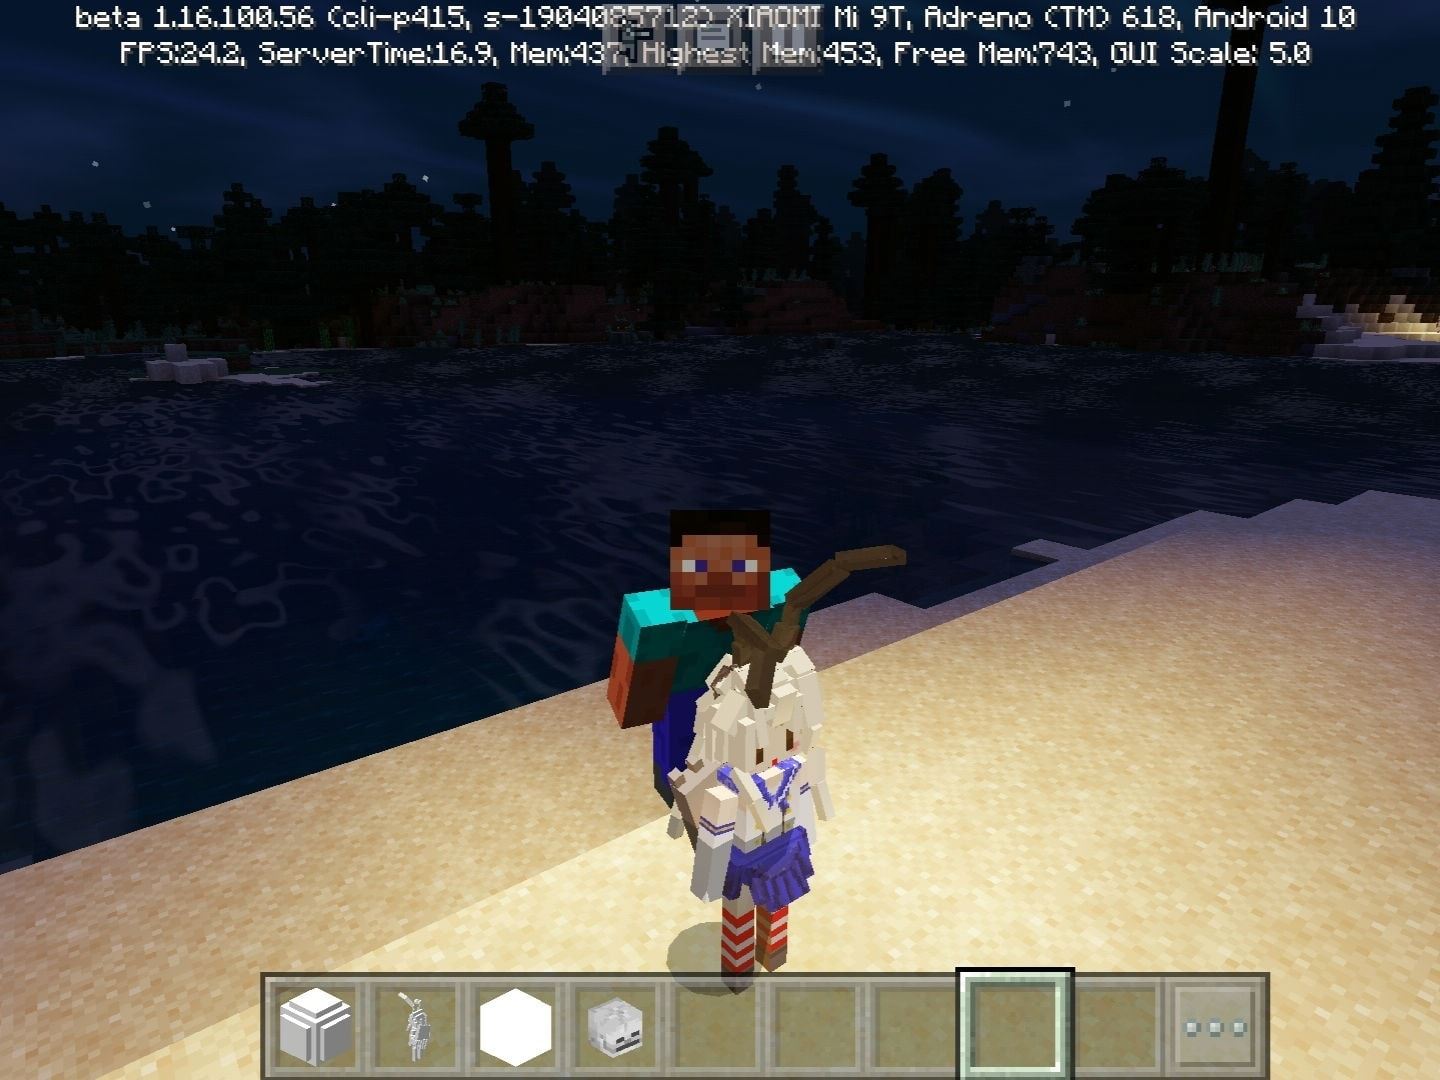 beta 1.16.100.56 (cli-p415, s-1904085712) XIAOMI Mi 9T, Adreno (TM) 618, Android 10
FPS:24.2, ServerTime:16.9, Mem:437, Highest Mem:453, Free Mem:743, GUI Scale: 5.0